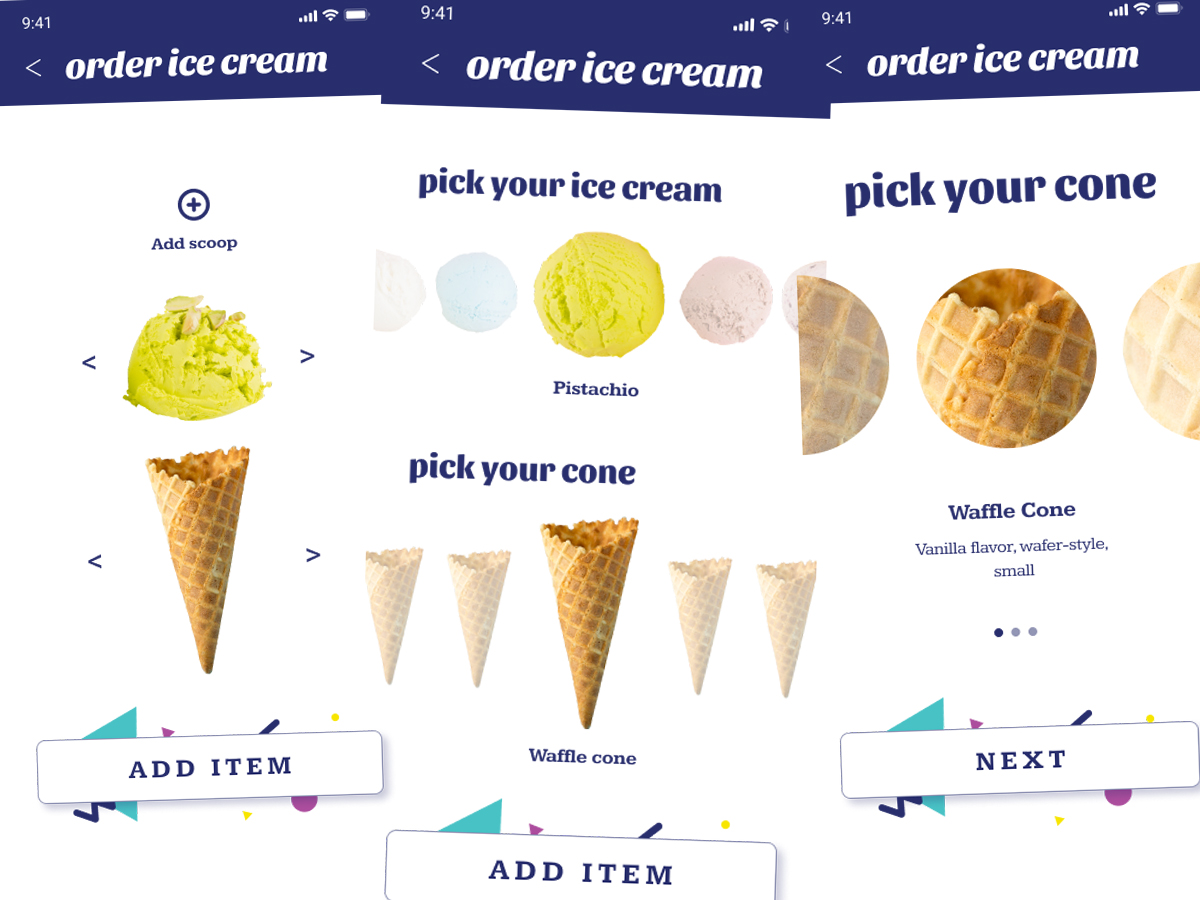 9:41
< order ice cream
Add scoop
< >
< >
ADD ITEM
9:41
< order ice cream
pick your ice cream
Pistachio
pick your cone
Waffle cone
ADD ITEM
9:41
< order ice cream
pick your cone
Waffle Cone
Vanilla flavor, wafer-style,
small
NEXT